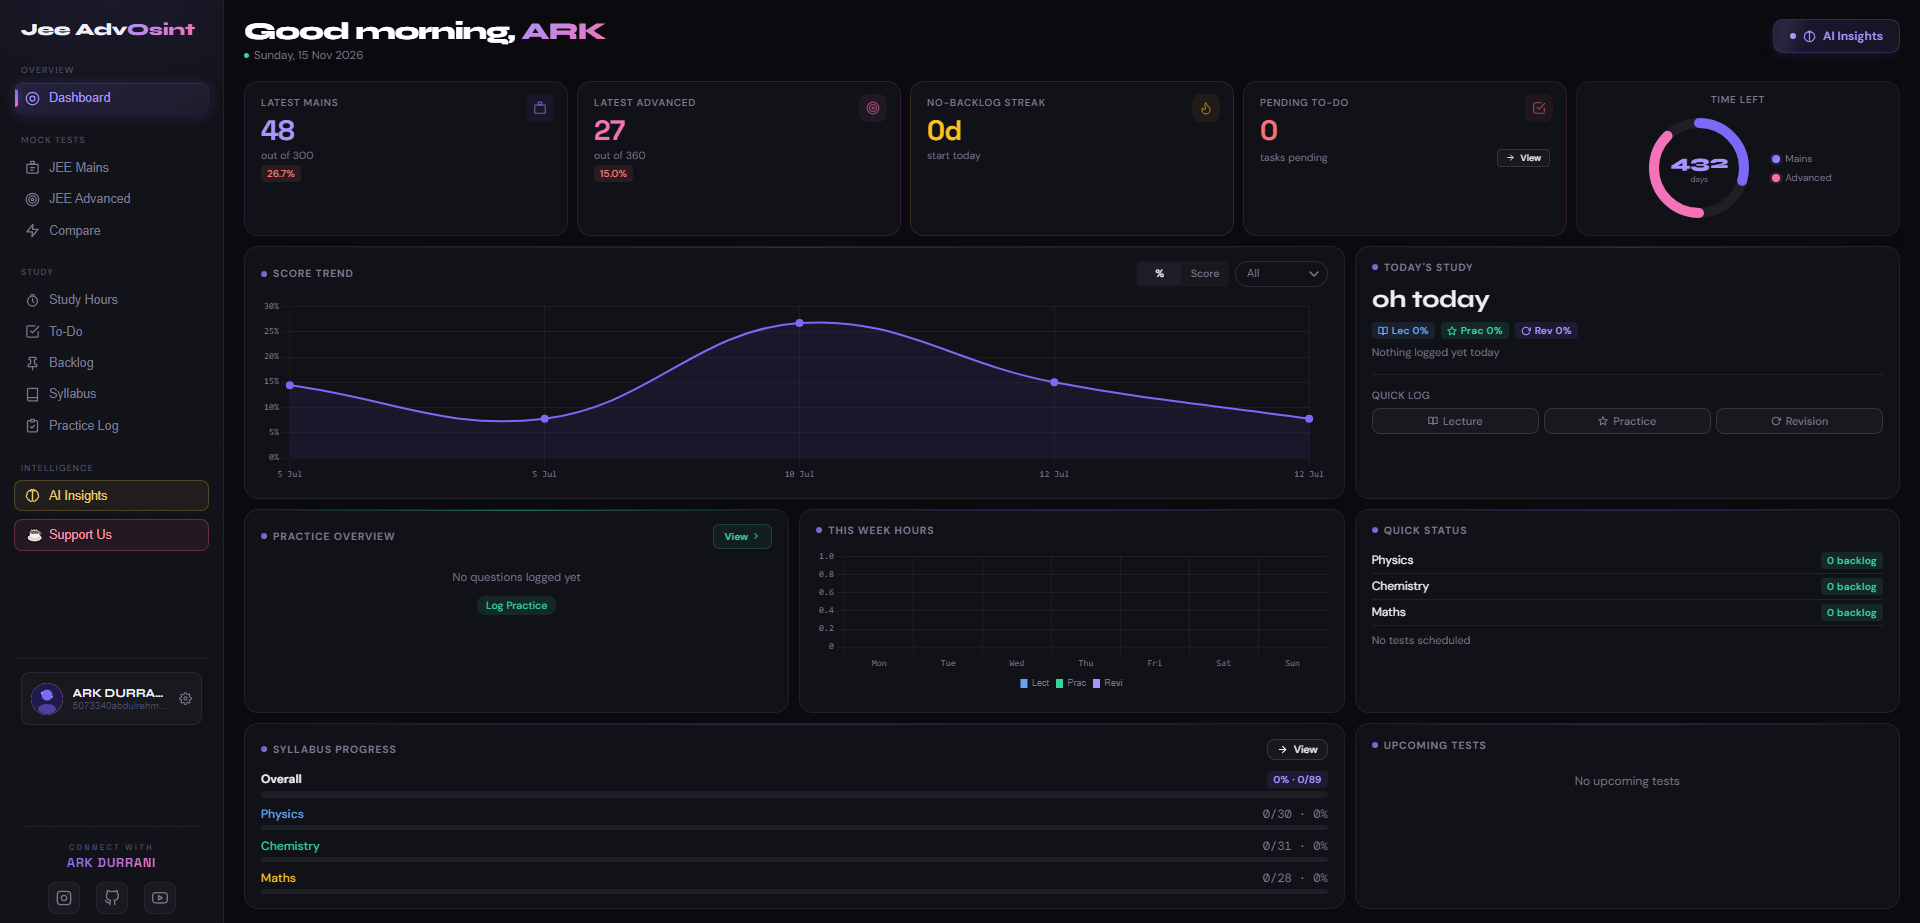 Jee AdvOsint
OVERVIEW
Dashboard
MOCK TESTS
JEE Mains
JEE Advanced
Compare
STUDY
Study Hours
To-Do
Backlog
Syllabus
Practice Log
INTELLIGENCE
AI Insights
Support Us
ARK DURRA...
5073340abdulrehm...
CONNECT WITH
ARK DURRANI
Good morning, ARK
Sunday, 15 Nov 2026
AI Insights
LATEST MAINS
48
out of 300
26.7%
LATEST ADVANCED
27
out of 360
15.0%
NO-BACKLOG STREAK
0d
start today
PENDING TO-DO
0
tasks pending
→ View
TIME LEFT
432
days
Mains
Advanced
SCORE TREND
% Score All
30%
25%
20%
15%
10%
5%
0%
5 Jul 5 Jul 10 Jul 12 Jul 12 Jul
TODAY'S STUDY
0h today
Lec 0% Prac 0% Rev 0%
Nothing logged yet today
QUICK LOG
Lecture Practice Revision
PRACTICE OVERVIEW
View >
No questions logged yet
Log Practice
THIS WEEK HOURS
1.0
0.8
0.6
0.4
0.2
0
Mon Tue Wed Thu Fri Sat Sun
Lect Prac Revi
QUICK STATUS
Physics 0 backlog
Chemistry 0 backlog
Maths 0 backlog
No tests scheduled
SYLLABUS PROGRESS
→ View
Overall 0% · 0/89
Physics 0/30 · 0%
Chemistry 0/31 · 0%
Maths 0/28 · 0%
UPCOMING TESTS
No upcoming tests